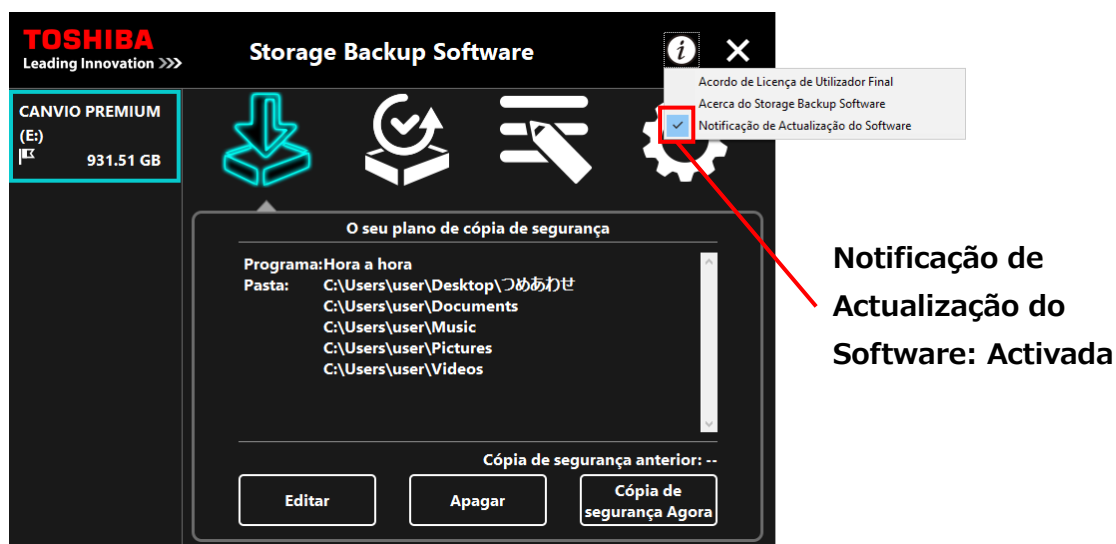 TOSHIBA
Leading Innovation >>>
Storage Backup Software
Acordo de Licença de Utilizador Final
Acerca do Storage Backup Software
Notificação de Actualização do Software
CANVIO PREMIUM
(E:)
931.51 GB
O seu plano de cópia de segurança
Programa:Hora a hora
Pasta: C:\Users\user\Desktop\つめあわせ
C:\Users\user\Documents
C:\Users\user\Music
C:\Users\user\Pictures
C:\Users\user\Videos
Cópia de segurança anterior: --
Editar
Apagar
Cópia de
segurança Agora
Notificação de
Actualização do
Software: Activada